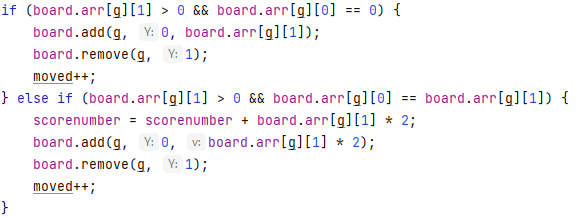 if (board.arr[g][1] > 0 && board.arr[g][0] == 0) {
    board.add(g, Y: 0, board.arr[g][1]);
    board.remove(g, Y: 1);
    moved++;
} else if (board.arr[g][1] > 0 && board.arr[g][0] == board.arr[g][1]) {
    scorenumber = scorenumber + board.arr[g][1] * 2;
    board.add(g, Y: 0, v: board.arr[g][1] * 2);
    board.remove(g, Y: 1);
    moved++;
}